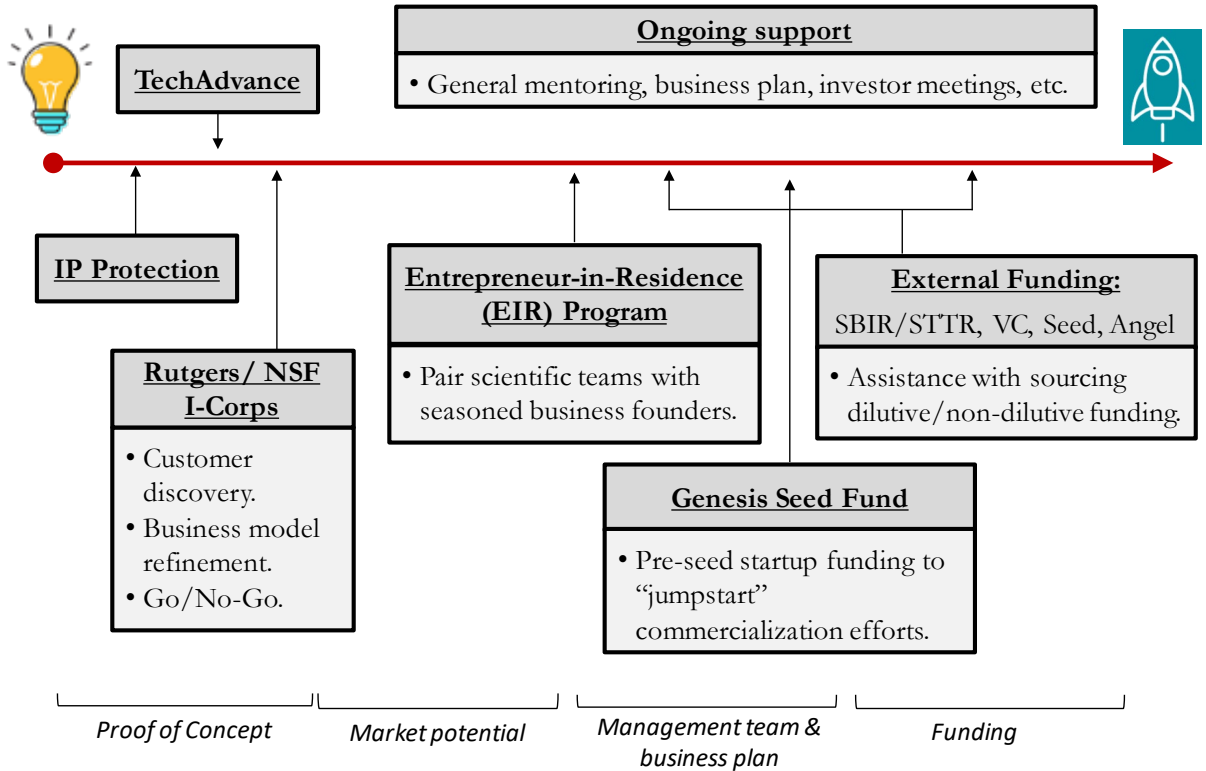 Ongoing support
• General mentoring, business plan, investor meetings, etc.
TechAdvance
IP Protection
Rutgers/ NSF
I-Corps
• Customer
discovery.
• Business model
refinement.
• Go/No-Go.
Entrepreneur-in-Residence
(EIR) Program
• Pair scientific teams with
seasoned business founders.
Genesis Seed Fund
• Pre-seed startup funding to
“jumpstart”
commercialization efforts.
External Funding:
SBIR/STTR, VC, Seed, Angel
• Assistance with sourcing
dilutive/non-dilutive funding.
Proof of Concept
Market potential
Management team &
business plan
Funding